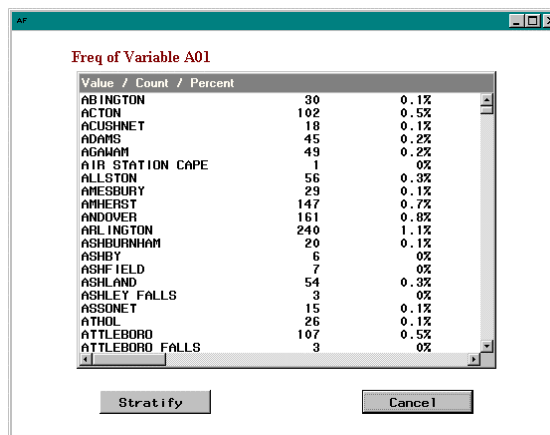 AF
Freq of Variable A01
Value / Count / Percent
ABINGTON 30 0.1%
ACTON 102 0.5%
ACUSHNET 18 0.1%
ADAMS 45 0.2%
AGAWAM 49 0.2%
AIR STATION CAPE 1 0%
ALLSTON 56 0.3%
AMESBURY 29 0.1%
AMHERST 147 0.7%
ANDOVER 161 0.8%
ARLINGTON 240 1.1%
ASHBURNHAM 20 0.1%
ASHBY 6 0%
ASHFIELD 7 0%
ASHLAND 54 0.3%
ASHLEY FALLS 3 0%
ASSONET 15 0.1%
ATHOL 26 0.1%
ATTLEBORO 107 0.5%
ATTLEBORO FALLS 3 0%
Stratify Cancel